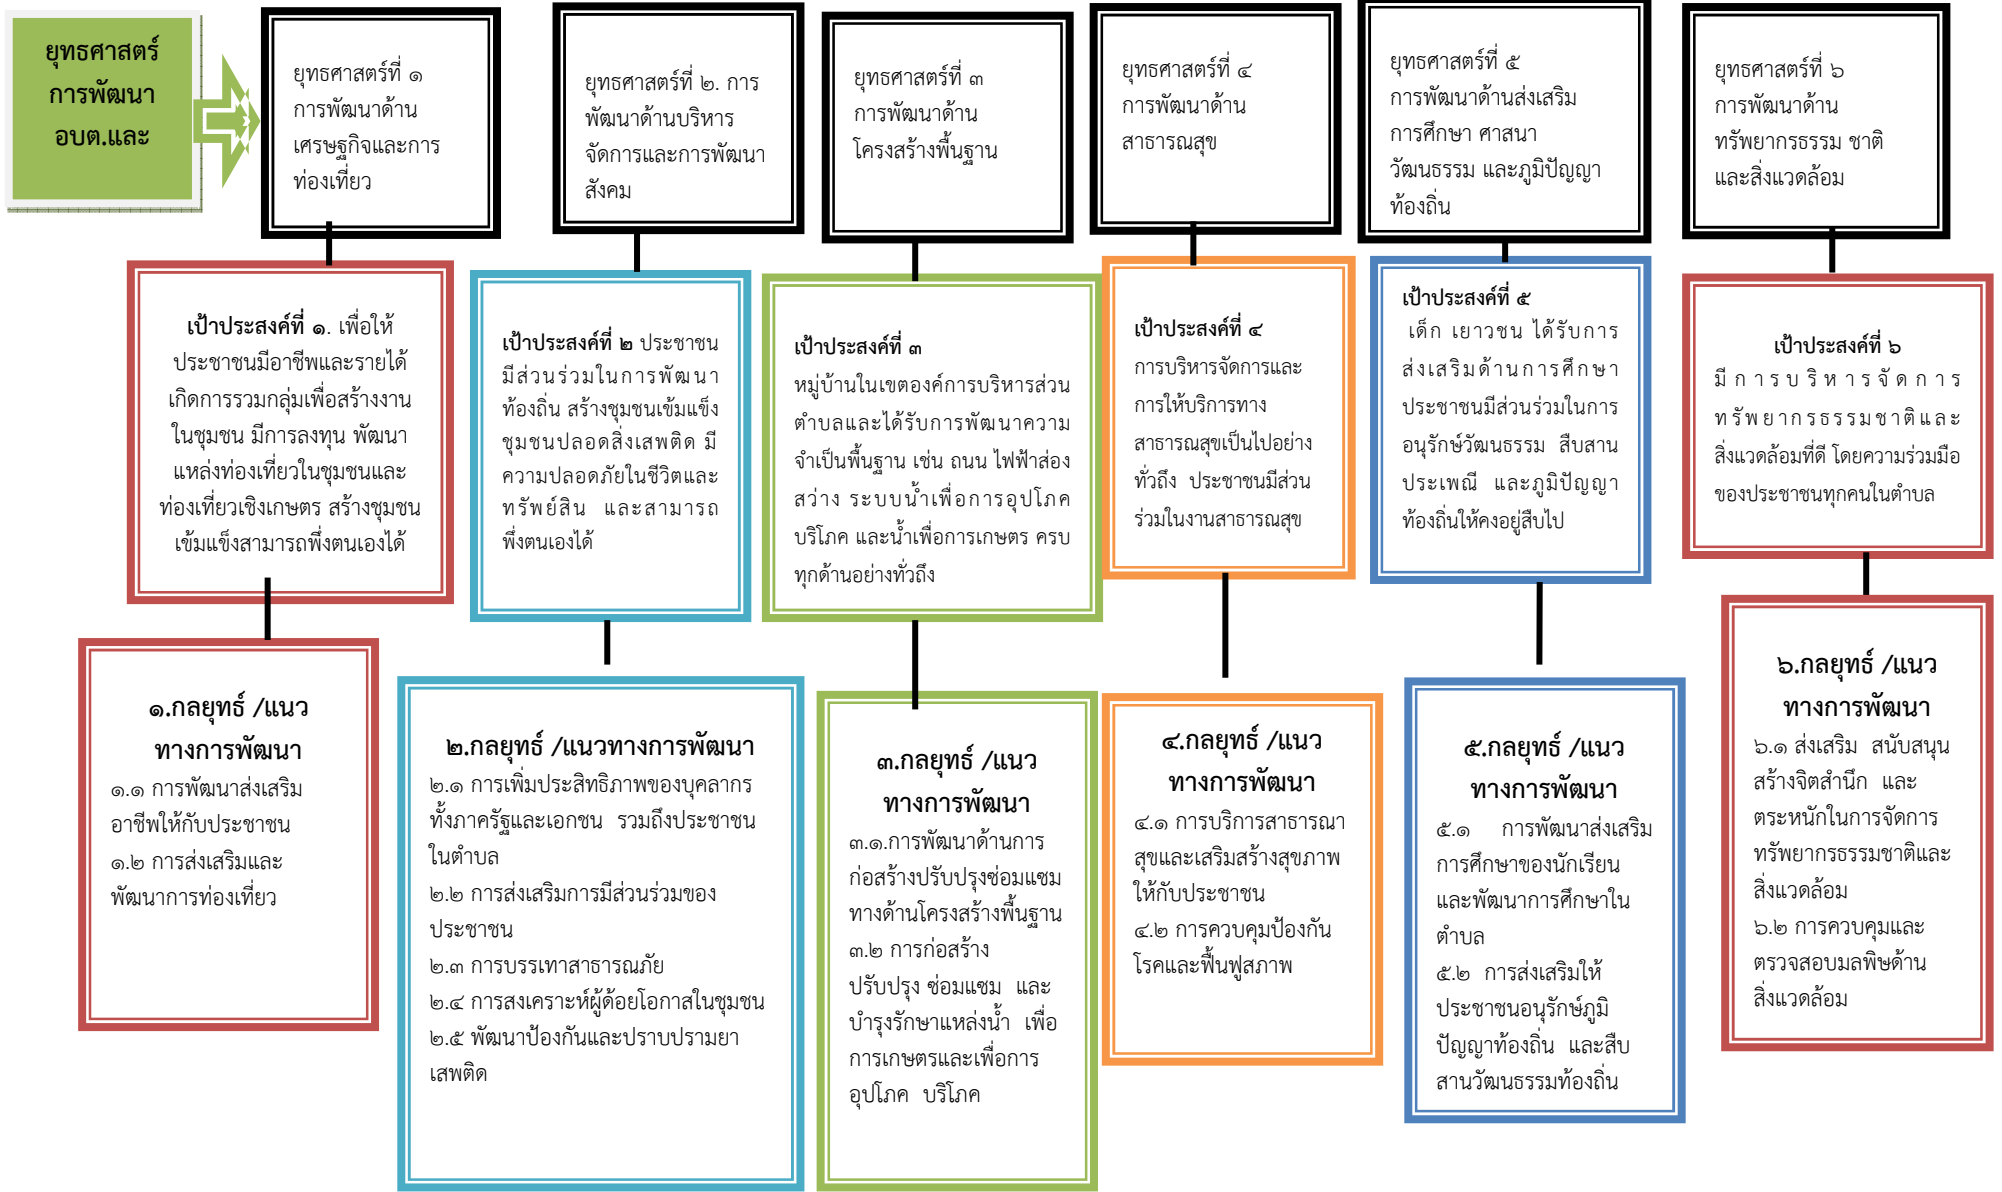 ยุทธศาสตร์
การพัฒนา
อบต.และ
ยุทธศาสตร์ที่ ๑
การพัฒนาด้าน
เศรษฐกิจและการ
ท่องเที่ยว
ยุทธศาสตร์ที่ ๒. การ
พัฒนาด้านบริหาร
จัดการและการพัฒนา
สังคม
ยุทธศาสตร์ที่ ๓
การพัฒนาด้าน
โครงสร้างพื้นฐาน
ยุทธศาสตร์ที่ ๔
การพัฒนาด้าน
สาธารณสุข
ยุทธศาสตร์ที่ ๕
การพัฒนาด้านส่งเสริม
การศึกษา ศาสนา
วัฒนธรรม และภูมิปัญญา
ท้องถิ่น
ยุทธศาสตร์ที่ ๖
การพัฒนาด้าน
ทรัพยากรธรรม ชาติ
และสิ่งแวดล้อม
เป้าประสงค์ที่ ๑. เพื่อให้
ประชาชนมีอาชีพและรายได้
เกิดการรวมกลุ่มเพื่อสร้างงาน
ในชุมชน มีการลงทุน พัฒนา
แหล่งท่องเที่ยวในชุมชนและ
ท่องเที่ยวเชิงเกษตร สร้างชุมชน
เข้มแข็งสามารถพึ่งตนเองได้
เป้าประสงค์ที่ ๒ ประชาชน
มีส่วนร่วมในการพัฒนา
ท้องถิ่น สร้างชุมชนเข้มแข็ง
ชุมชนปลอดสิ่งเสพติด มี
ความปลอดภัยในชีวิตและ
ทรัพย์สิน และสามารถ
พึ่งตนเองได้
เป้าประสงค์ที่ ๓
หมู่บ้านในเขตองค์การบริหารส่วน
ตำบลและได้รับการพัฒนาความ
จำเป็นพื้นฐาน เช่น ถนน ไฟฟ้าส่อง
สว่าง ระบบน้ำเพื่อการอุปโภค
บริโภค และน้ำเพื่อการเกษตร ครบ
ทุกด้านอย่างทั่วถึง
เป้าประสงค์ที่ ๔
การบริหารจัดการและ
การให้บริการทาง
สาธารณสุขเป็นไปอย่าง
ทั่วถึง ประชาชนมีส่วน
ร่วมในงานสาธารณสุข
เป้าประสงค์ที่ ๕
เด็ก เยาวชน ได้รับการ
ส่งเสริมด้านการศึกษา
ประชาชนมีส่วนร่วมในการ
อนุรักษ์วัฒนธรรม สืบสาน
ประเพณี และภูมิปัญญา
ท้องถิ่นให้คงอยู่สืบไป
เป้าประสงค์ที่ ๖
มีการบริหารจัดการ
ทรัพยากรธรรมชาติและ
สิ่งแวดล้อมที่ดี โดยความร่วมมือ
ของประชาชนทุกคนในตำบล
๑.กลยุทธ์ /แนว
ทางการพัฒนา
๑.๑ การพัฒนาส่งเสริม
อาชีพให้กับประชาชน
๑.๒ การส่งเสริมและ
พัฒนาการท่องเที่ยว
๒.กลยุทธ์ /แนวทางการพัฒนา
๒.๑ การเพิ่มประสิทธิภาพของบุคลากร
ทั้งภาครัฐและเอกชน รวมถึงประชาชน
ในตำบล
๒.๒ การส่งเสริมการมีส่วนร่วมของ
ประชาชน
๒.๓ การบรรเทาสาธารณภัย
๒.๔ การสงเคราะห์ผู้ด้อยโอกาสในชุมชน
๒.๕ พัฒนาป้องกันและปราบปรามยา
เสพติด
๓.กลยุทธ์ /แนว
ทางการพัฒนา
๓.๑.การพัฒนาด้านการ
ก่อสร้างปรับปรุงซ่อมแซม
ทางด้านโครงสร้างพื้นฐาน
๓.๒ การก่อสร้าง
ปรับปรุง ซ่อมแซม และ
บำรุงรักษาแหล่งน้ำ เพื่อ
การเกษตรและเพื่อการ
อุปโภค บริโภค
๔.กลยุทธ์ /แนว
ทางการพัฒนา
๔.๑ การบริการสาธารณา
สุขและเสริมสร้างสุขภาพ
ให้กับประชาชน
๔.๒ การควบคุมป้องกัน
โรคและฟื้นฟูสภาพ
๕.กลยุทธ์ /แนว
ทางการพัฒนา
๕.๑ การพัฒนาส่งเสริม
การศึกษาของนักเรียน
และพัฒนาการศึกษาใน
ตำบล
๕.๒ การส่งเสริมให้
ประชาชนอนุรักษ์ภูมิ
ปัญญาท้องถิ่น และสืบ
สานวัฒนธรรมท้องถิ่น
๖.กลยุทธ์ /แนว
ทางการพัฒนา
๖.๑ ส่งเสริม สนับสนุน
สร้างจิตสำนึก และ
ตระหนักในการจัดการ
ทรัพยากรธรรมชาติและ
สิ่งแวดล้อม
๖.๒ การควบคุมและ
ตรวจสอบมลพิษด้าน
สิ่งแวดล้อม